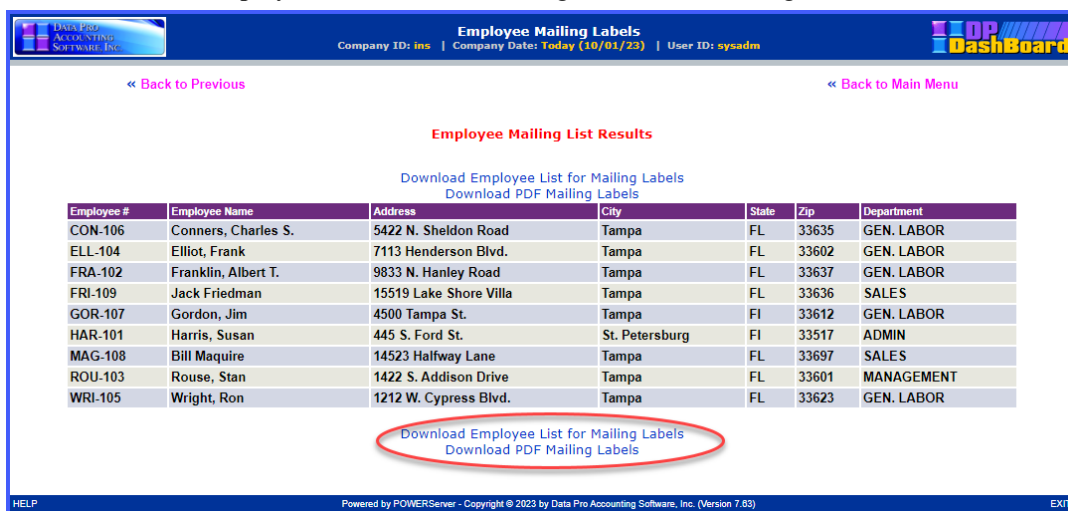 DATA PRO
ACCOUNTING
SOFTWARE, INC.
Employee Mailing Labels
Company ID: ins | Company Date: Today (10/01/23) | User ID: sysadm
DP
DashBoard
« Back to Previous
« Back to Main Menu
Employee Mailing List Results
Download Employee List for Mailing Labels
Download PDF Mailing Labels
Employee # Employee Name Address City State Zip Department
CON-106 Conners, Charles S. 5422 N. Sheldon Road Tampa FL 33635 GEN. LABOR
ELL-104 Elliot, Frank 7113 Henderson Blvd. Tampa FL 33602 GEN. LABOR
FRA-102 Franklin, Albert T. 9833 N. Hanley Road Tampa FL 33637 GEN. LABOR
FRI-109 Jack Friedman 15519 Lake Shore Villa Tampa FL 33636 SALES
GOR-107 Gordon, Jim 4500 Tampa St. Tampa Fl 33612 GEN. LABOR
HAR-101 Harris, Susan 445 S. Ford St. St. Petersburg Fl 33517 ADMIN
MAG-108 Bill Maquire 14523 Halfway Lane Tampa FL 33697 SALES
ROU-103 Rouse, Stan 1422 S. Addison Drive Tampa FL 33601 MANAGEMENT
WRI-105 Wright, Ron 1212 W. Cypress Blvd. Tampa FL 33623 GEN. LABOR
Download Employee List for Mailing Labels
Download PDF Mailing Labels
HELP Powered by POWERServer - Copyright © 2023 by Data Pro Accounting Software, Inc. (Version 7.63) EXIT